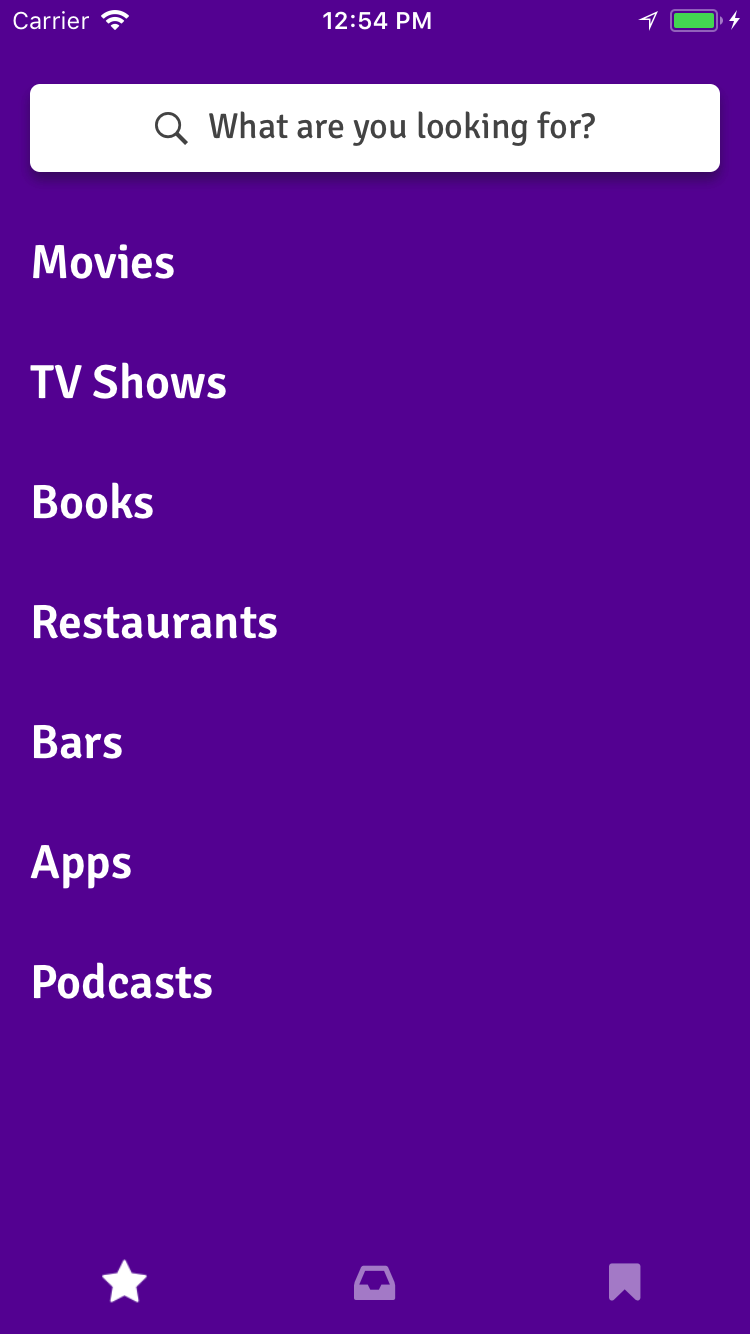 Carrier 12:54 PM
What are you looking for?
Movies
TV Shows
Books
Restaurants
Bars
Apps
Podcasts